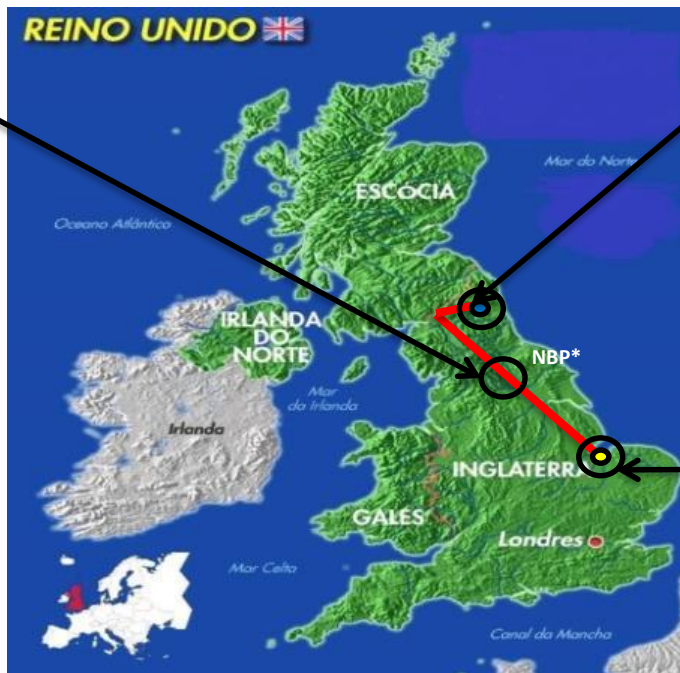 REINO UNIDO
Mar do Norte
ESCÓCIA
Oceano Atlântico
IRLANDA
DO
NORTE
NBP*
Mar
da Irlanda
Irlanda
INGLATERRA
GALES
Londres
Mar Celta
Canal da Mancha